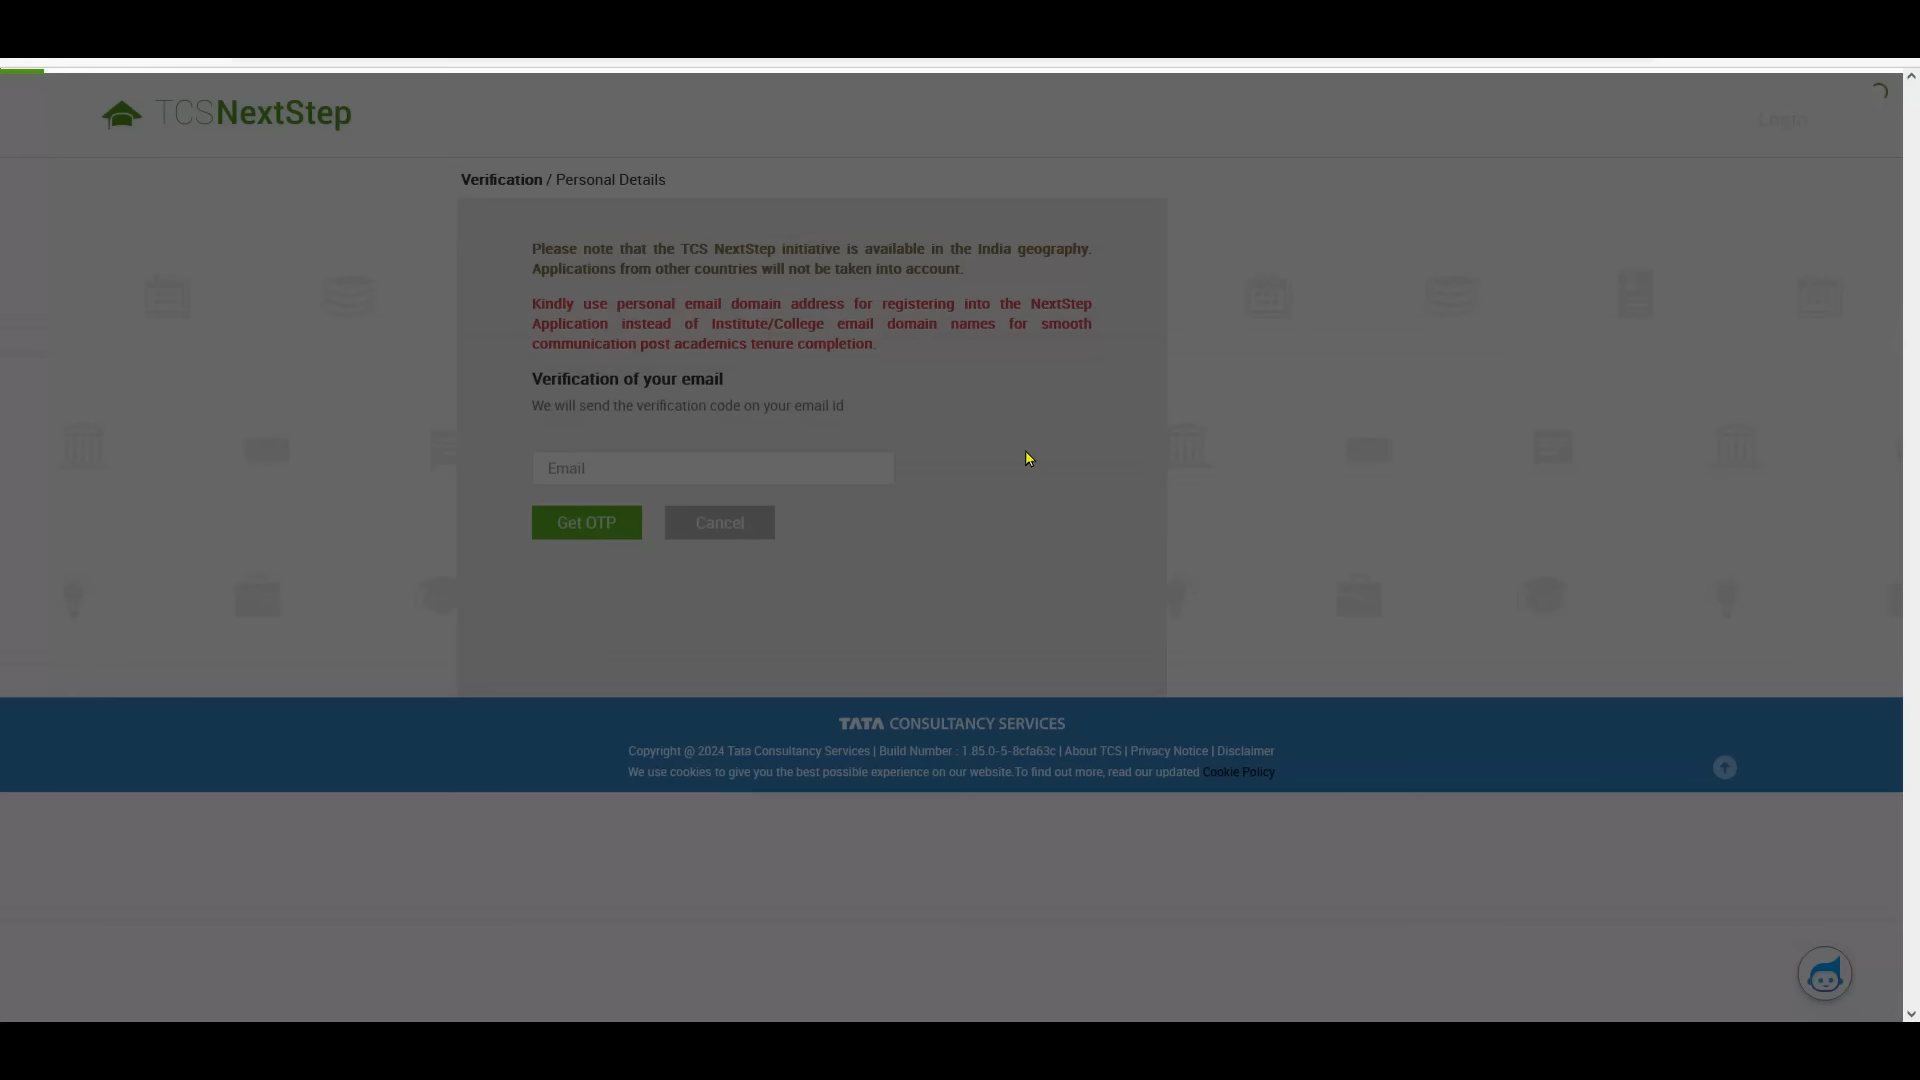 TCSNextStep
Login
Verification / Personal Details
Please note that the TCS NextStep initiative is available in the India geography.
Applications from other countries will not be taken into account.
Kindly use personal email domain address for registering into the NextStep
Application instead of Institute/College email domain names for smooth
communication post academics tenure completion.
Verification of your email
We will send the verification code on your email id
Email
Get OTP
Cancel
TATA CONSULTANCY SERVICES
Copyright @ 2024 Tata Consultancy Services | Build Number : 1.85.0-5-8cfa63c | About TCS | Privacy Notice | Disclaimer
We use cookies to give you the best possible experience on our website.To find out more, read our updated Cookie Policy